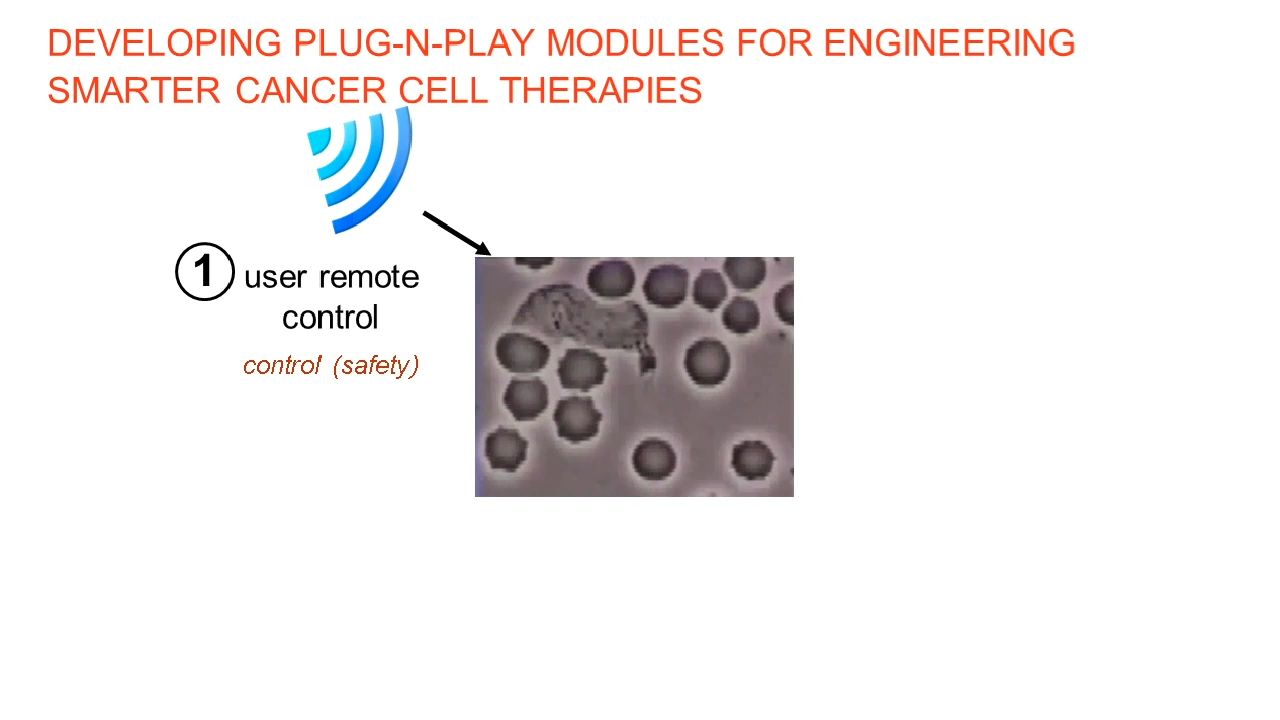 DEVELOPING PLUG-N-PLAY MODULES FOR ENGINEERING
SMARTER CANCER CELL THERAPIES
1 user remote
control
control (safety)